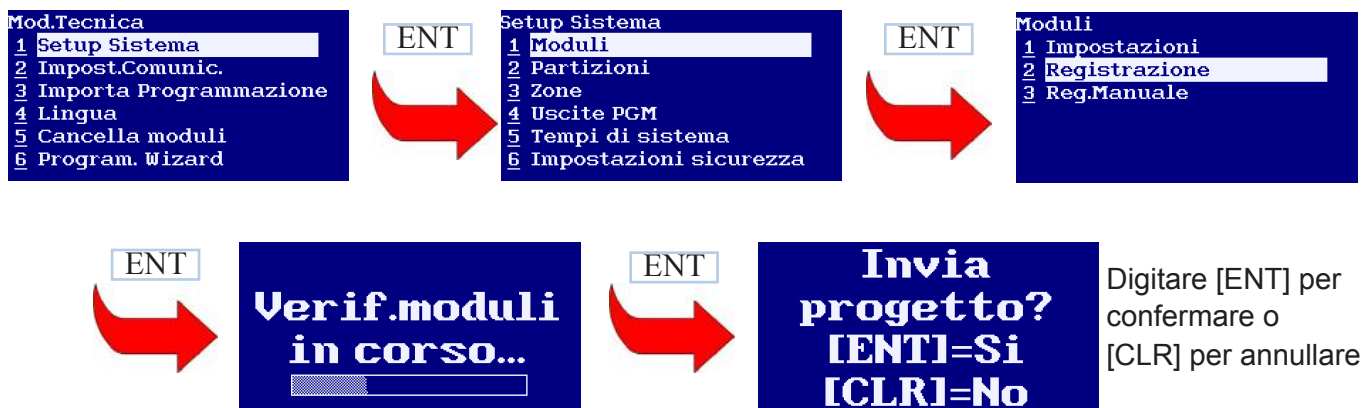 Mod.Tecnica
1 Setup Sistema
2 Impost.Comunic.
3 Importa Programmazione
4 Lingua
5 Cancella moduli
6 Program. Wizard
ENT
Setup Sistema
1 Moduli
2 Partizioni
3 Zone
4 Uscite PGM
5 Tempi di sistema
6 Impostazioni sicurezza
ENT
Moduli
1 Impostazioni
2 Registrazione
3 Reg.Manuale
ENT
Verif.moduli
in corso...
ENT
Invia
progetto?
[ENT]=Si
[CLR]=No
Digitare [ENT] per
confermare o
[CLR] per annullare